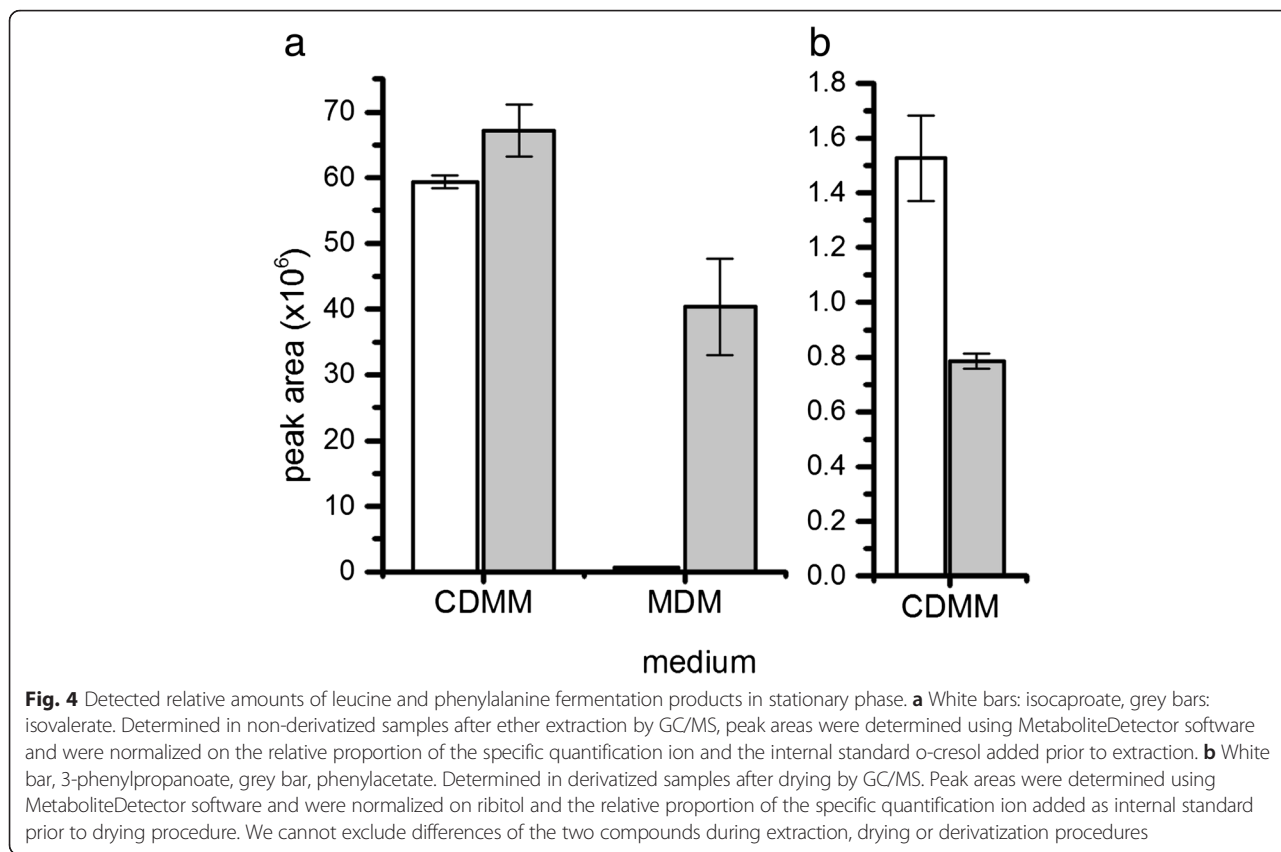 a
b
70
60
50
40
30
20
10
0
peak area (x10⁶)
CDMM
MDM
1.8
1.6
1.4
1.2
1.0
0.8
0.6
0.4
0.2
0.0
CDMM
medium
Fig. 4 Detected relative amounts of leucine and phenylalanine fermentation products in stationary phase. a White bars: isocaproate, grey bars:
isovalerate. Determined in non-derivatized samples after ether extraction by GC/MS, peak areas were determined using MetaboliteDetector software
and were normalized on the relative proportion of the specific quantification ion and the internal standard o-cresol added prior to extraction. b White
bar, 3-phenylpropanoate, grey bar, phenylacetate. Determined in derivatized samples after drying by GC/MS. Peak areas were determined using
MetaboliteDetector software and were normalized on ribitol and the relative proportion of the specific quantification ion added as internal standard
prior to drying procedure. We cannot exclude differences of the two compounds during extraction, drying or derivatization procedures